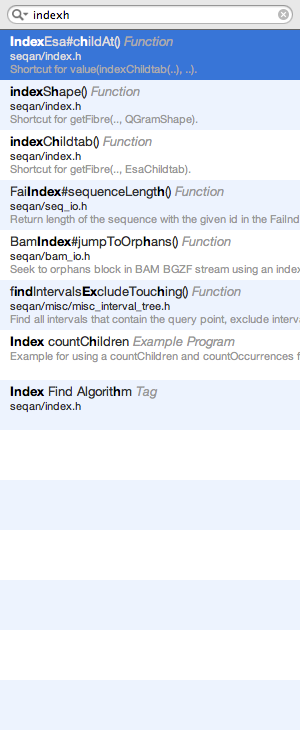 indexh
IndexEsa#childAt() Function
seqan/index.h
Shortcut for value(indexChildtab(..), ..).
indexShape() Function
seqan/index.h
Shortcut for getFibre(.., QGramShape).
indexChildtab() Function
seqan/index.h
Shortcut for getFibre(.., EsaChildtab).
FaiIndex#sequenceLength() Function
seqan/seq_io.h
Return length of the sequence with the given id in the FaiInd
BamIndex#jumpToOrphans() Function
seqan/bam_io.h
Seek to orphans block in BAM BGZF stream using an index
findIntervalsExcludeTouching() Function
seqan/misc/misc_interval_tree.h
Find all intervals that contain the query point, exclude interva
Index countChildren Example Program
Example for using a countChildren and countOccurrences f
Index Find Algorithm Tag
seqan/index.h